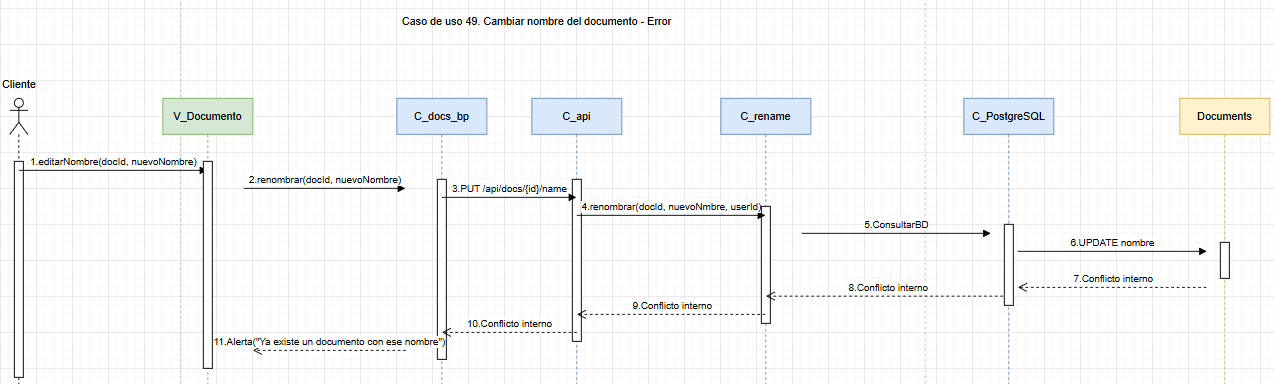 Caso de uso 49. Cambiar nombre del documento - Error
Cliente
V_Documento
C_docs_bp
C_api
C_rename
C_PostgreSQL
Documents
1.editarNombre(docId, nuevoNombre)
2.renombrar(docId, nuevoNombre)
3.PUT /api/docs/{id}/name
4.renombrar(docId, nuevoNmbre, userId)
5.ConsultarBD
6.UPDATE nombre
7.Conflicto interno
8.Conflicto interno
9.Conflicto interno
10.Conflicto interno
11.Alerta("Ya existe un documento con ese nombre")